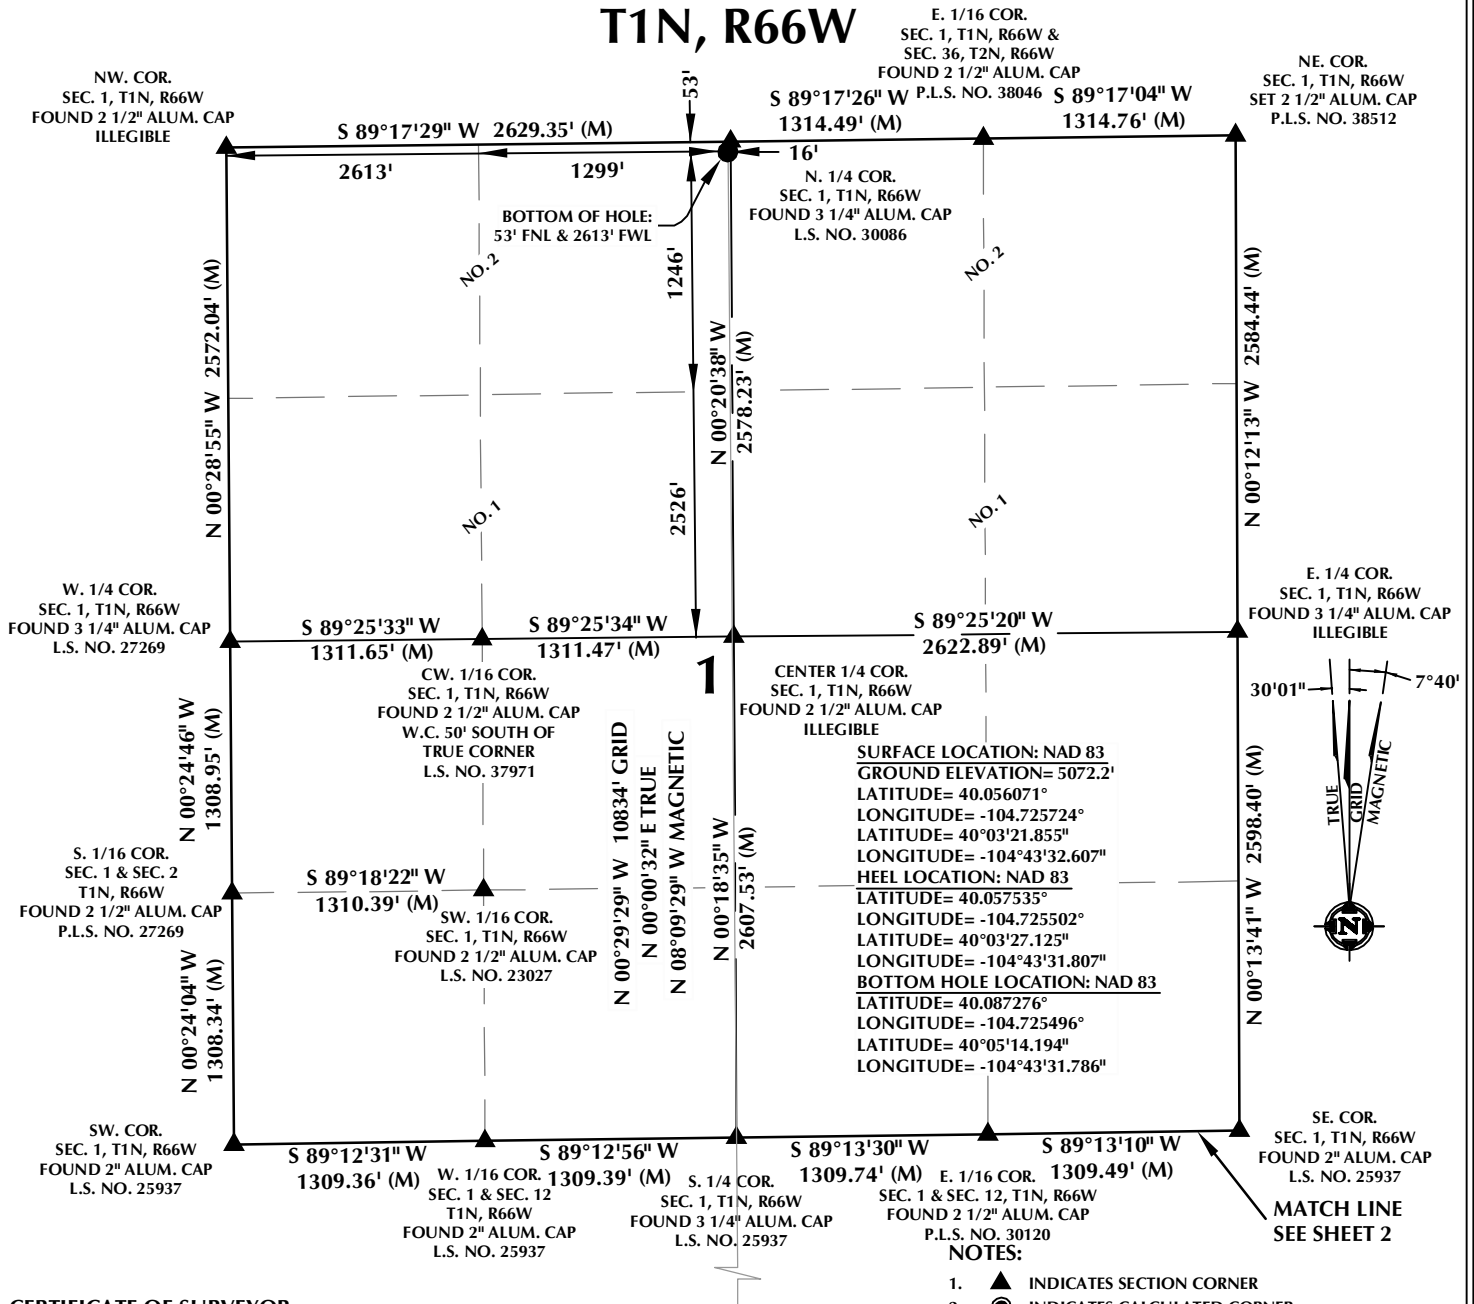 T1N, R66W
NW. COR.
SEC. 1, T1N, R66W
FOUND 2 1/2" ALUM. CAP
ILLEGIBLE
E. 1/16 COR.
SEC. 1, T1N, R66W &
SEC. 36, T2N, R66W
FOUND 2 1/2" ALUM. CAP
P.L.S. NO. 38046
NE. COR.
SEC. 1, T1N, R66W
SET 2 1/2" ALUM. CAP
P.L.S. NO. 38512
S 89°17'29" W 2629.35' (M)
53'
S 89°17'26" W
1314.49' (M)
S 89°17'04" W
1314.76' (M)
2613'
1299'
16'
N. 1/4 COR.
SEC. 1, T1N, R66W
FOUND 3 1/4" ALUM. CAP
L.S. NO. 30086
BOTTOM OF HOLE:
53' FNL & 2613' FWL
NO. 2
NO. 2
1246'
N 00°28'55" W 2572.04' (M)
N 00°20'38" W
2578.23' (M)
N 00°12'13" W 2584.44' (M)
2526'
NO. 1
NO. 1
W. 1/4 COR.
SEC. 1, T1N, R66W
FOUND 3 1/4" ALUM. CAP
L.S. NO. 27269
E. 1/4 COR.
SEC. 1, T1N, R66W
FOUND 3 1/4" ALUM. CAP
ILLEGIBLE
S 89°25'33" W
1311.65' (M)
S 89°25'34" W
1311.47' (M)
S 89°25'20" W
2622.89' (M)
1
CW. 1/16 COR.
SEC. 1, T1N, R66W
FOUND 2 1/2" ALUM. CAP
W.C. 50' SOUTH OF
TRUE CORNER
L.S. NO. 37971
CENTER 1/4 COR.
SEC. 1, T1N, R66W
FOUND 2 1/2" ALUM. CAP
ILLEGIBLE
30'01"
7°40'
TRUE
GRID
MAGNETIC
N
N 00°24'46" W
1308.95' (M)
N 00°29'29" W 10834' GRID
N 00°00'32" E TRUE
N 08°09'29" W MAGNETIC
N 00°18'35" W
2607.53' (M)
SURFACE LOCATION: NAD 83
GROUND ELEVATION= 5072.2'
LATITUDE= 40.056071°
LONGITUDE= -104.725724°
LATITUDE= 40°03'21.855"
LONGITUDE= -104°43'32.607"
HEEL LOCATION: NAD 83
LATITUDE= 40.057535°
LONGITUDE= -104.725502°
LATITUDE= 40°03'27.125"
LONGITUDE= -104°43'31.807"
BOTTOM HOLE LOCATION: NAD 83
LATITUDE= 40.087276°
LONGITUDE= -104.725496°
LATITUDE= 40°05'14.194"
LONGITUDE= -104°43'31.786"
N 00°13'41" W 2598.40' (M)
S. 1/16 COR.
SEC. 1 & SEC. 2
T1N, R66W
FOUND 2 1/2" ALUM. CAP
P.L.S. NO. 27269
S 89°18'22" W
1310.39' (M)
SW. 1/16 COR.
SEC. 1, T1N, R66W
FOUND 2 1/2" ALUM. CAP
L.S. NO. 23027
N 00°24'04" W
1308.34' (M)
SW. COR.
SEC. 1, T1N, R66W
FOUND 2" ALUM. CAP
L.S. NO. 25937
S 89°12'31" W
1309.36' (M)
W. 1/16 COR.
SEC. 1 & SEC. 12
T1N, R66W
FOUND 2" ALUM. CAP
L.S. NO. 25937
S 89°12'56" W
1309.39' (M)
S. 1/4 COR.
SEC. 1, T1N, R66W
FOUND 3 1/4" ALUM. CAP
L.S. NO. 25937
S 89°13'30" W
1309.74' (M)
E. 1/16 COR.
SEC. 1 & SEC. 12, T1N, R66W
FOUND 2 1/2" ALUM. CAP
P.L.S. NO. 30120
S 89°13'10" W
1309.49' (M)
SE. COR.
SEC. 1, T1N, R66W
FOUND 2" ALUM. CAP
L.S. NO. 25937
MATCH LINE
SEE SHEET 2
NOTES:
1. INDICATES SECTION CORNER
2. INDICATES CALCULATED CORNER
CERTIFICATE OF SURVEYOR